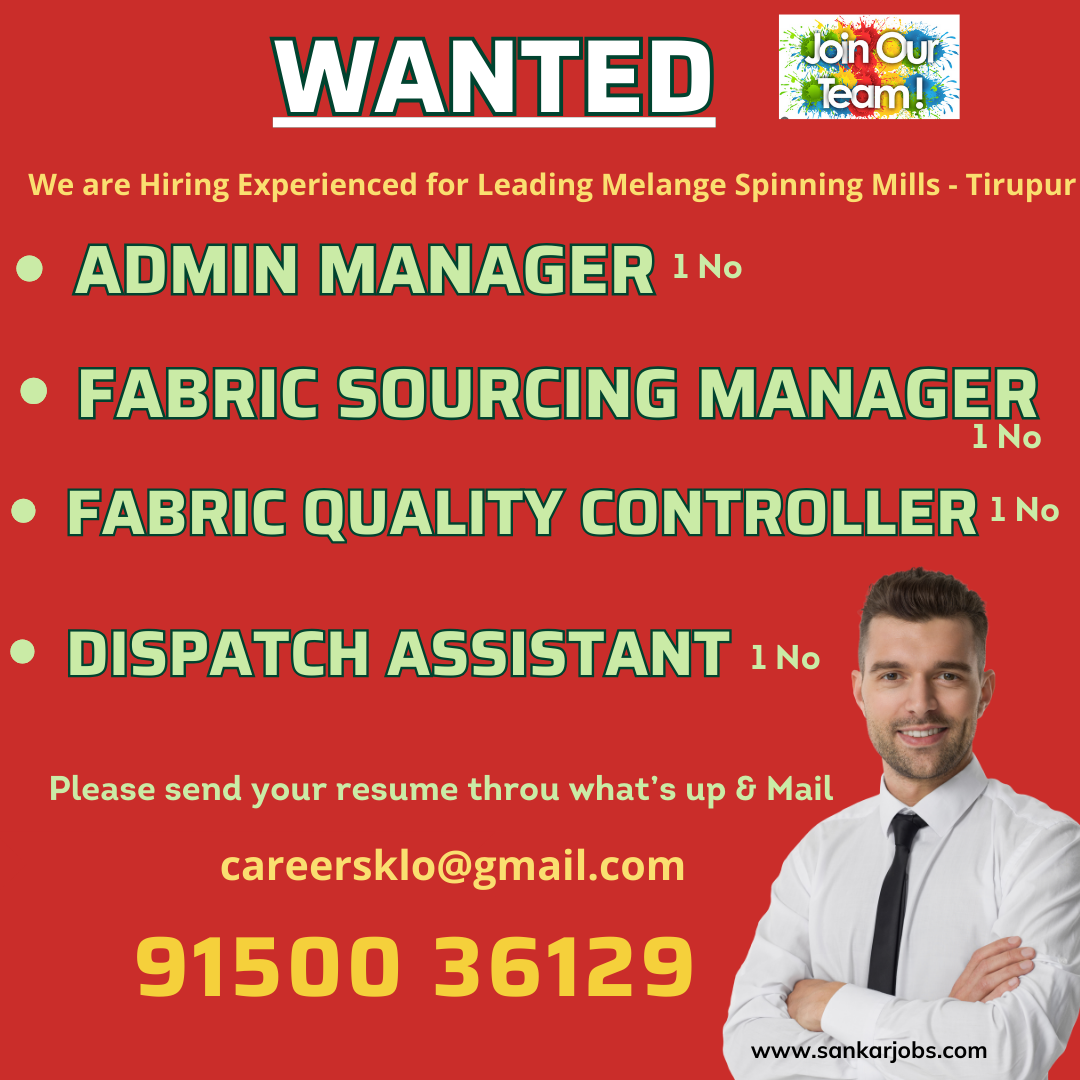 WANTED
Join Our
Team !
We are Hiring Experienced for Leading Melange Spinning Mills - Tirupur
• ADMIN MANAGER 1 No
• FABRIC SOURCING MANAGER
1 No
• FABRIC QUALITY CONTROLLER 1 No
• DISPATCH ASSISTANT 1 No
Please send your resume throu what's up & Mail
careersklo@gmail.com
91500 36129
www.sankarjobs.com